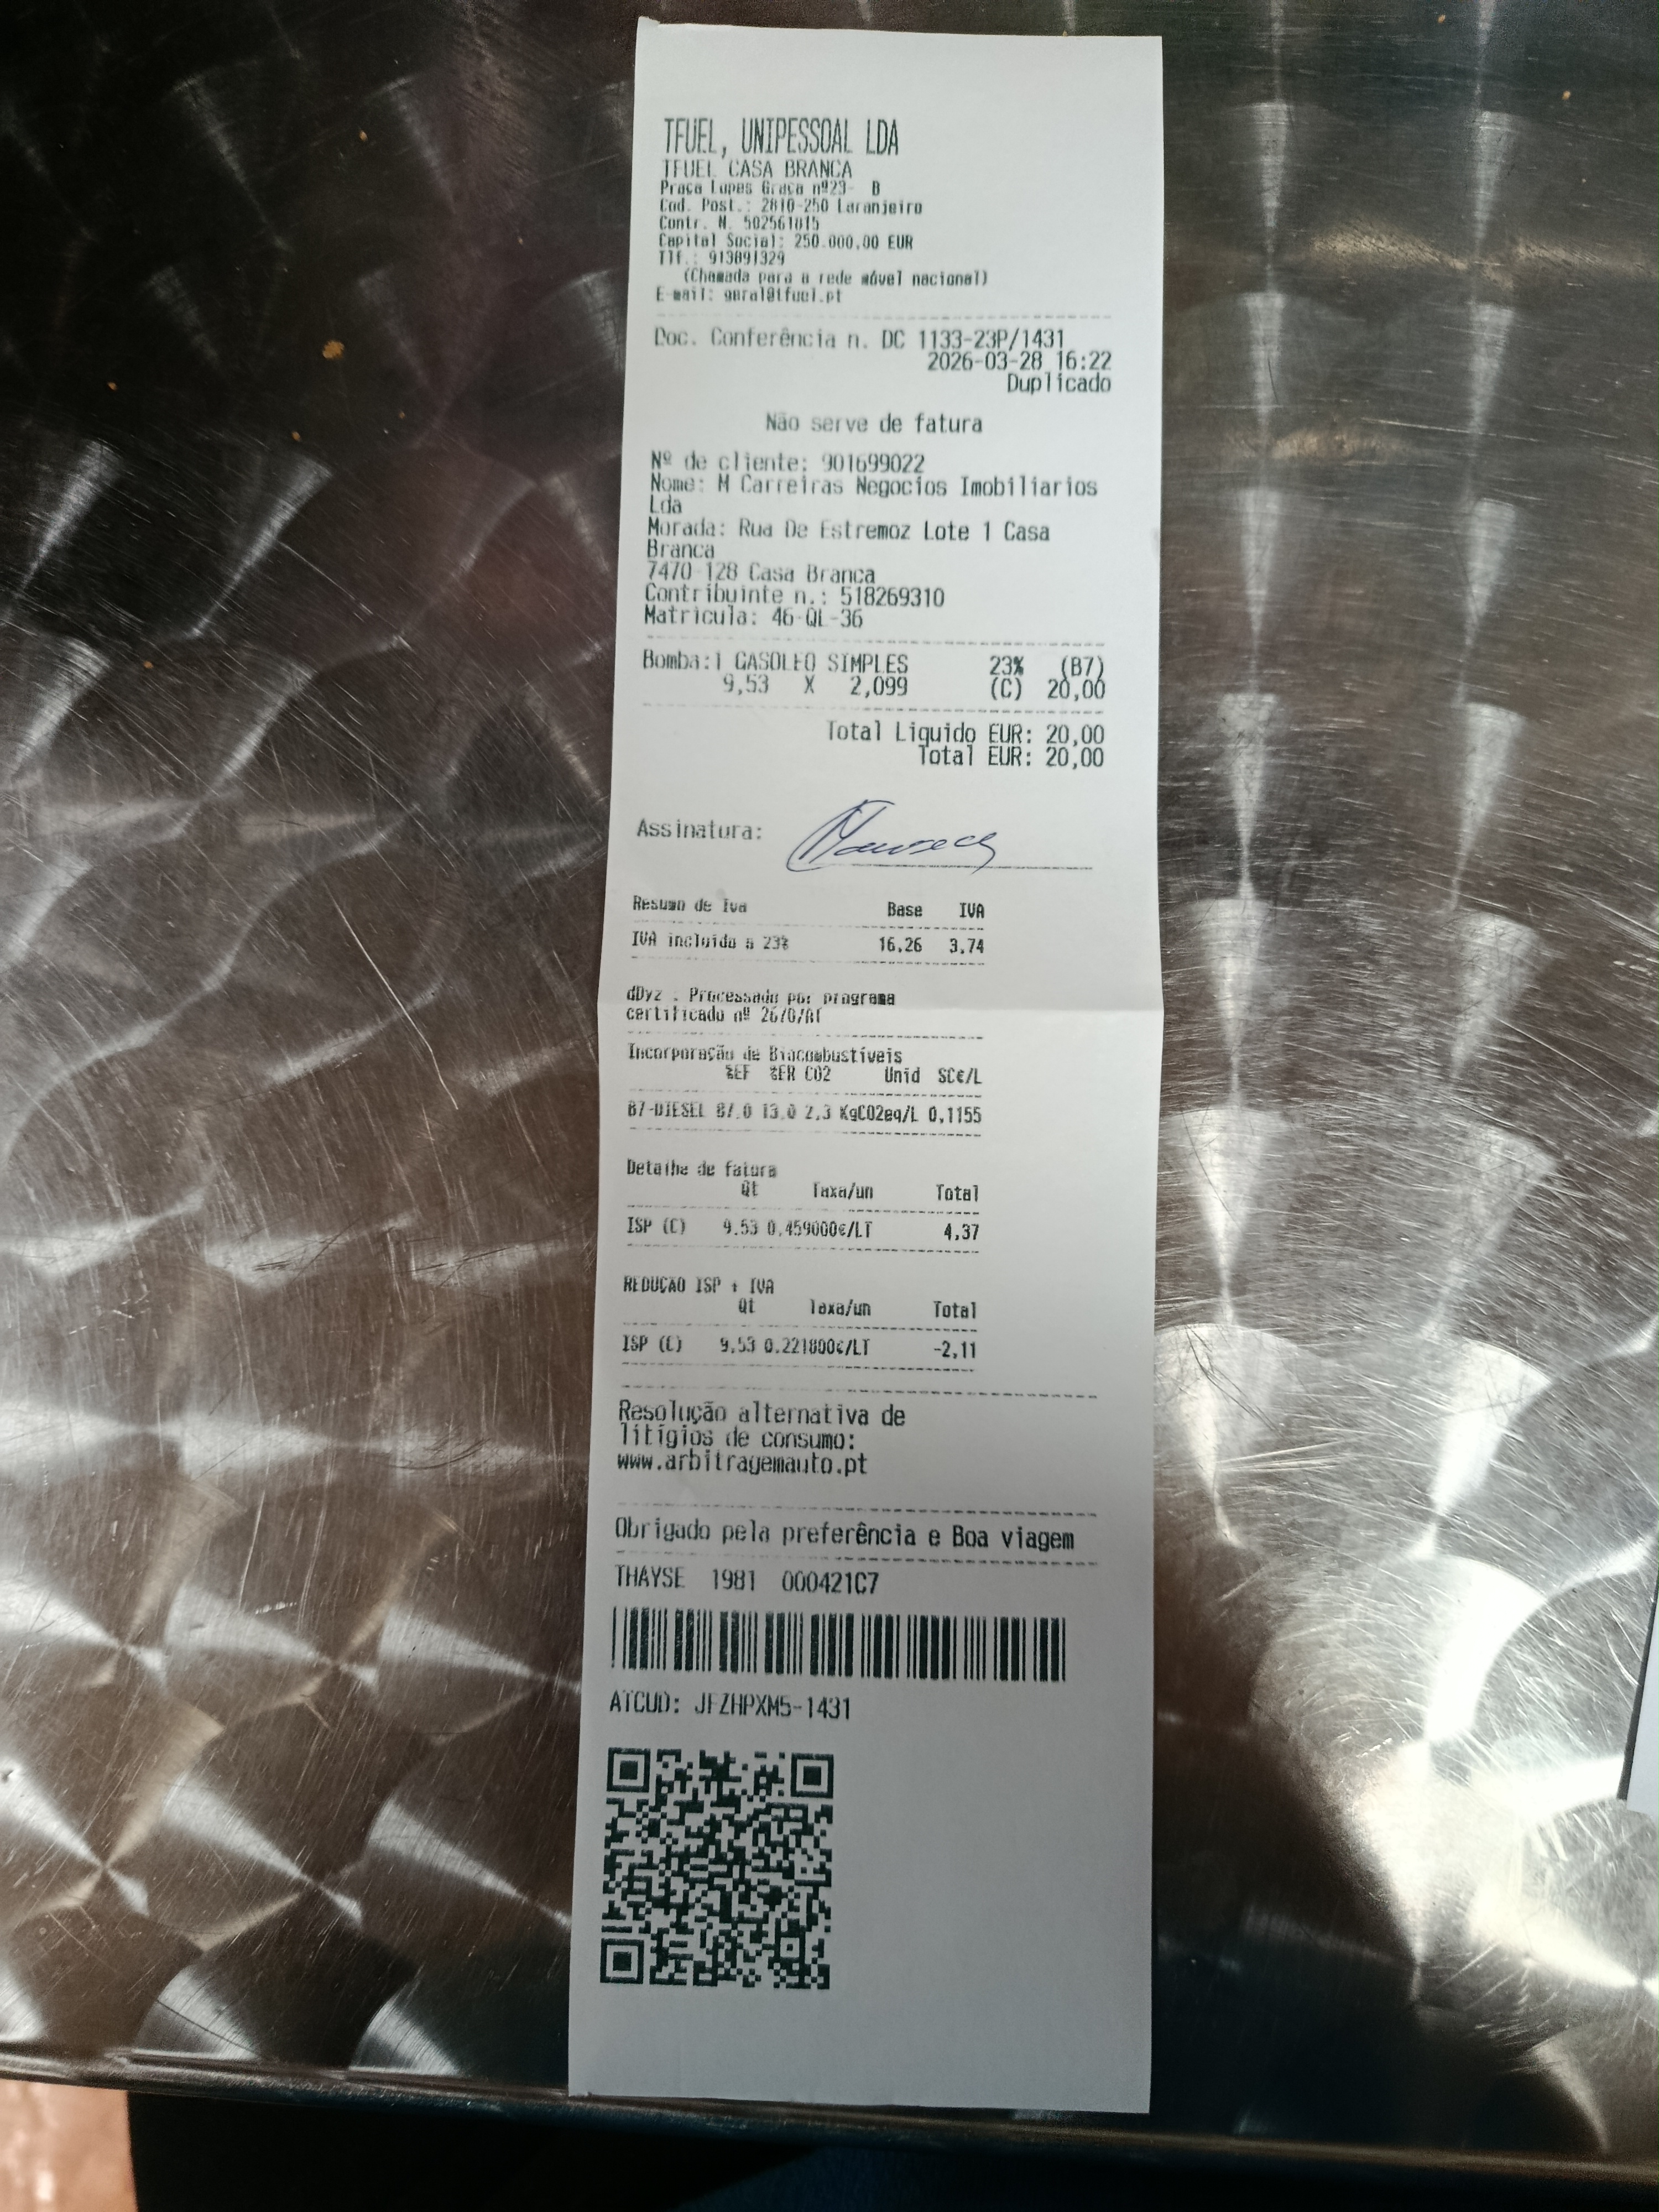 TFUEL, UNIPESSOAL LDA
TFUEL CASA BRANCA
Praça Lopes Graça nº23- B
Cod. Post.: 2810-250 Laranjeiro
Contr. N. 502561815
Capital Social: 250.000,00 EUR
Tlf.: 913891329
(Chamada para a rede móvel nacional)
E-mail: geral@tfuel.pt
Doc. Conferência n. DC 1133-23P/1431
2026-03-28 16:22
Duplicado
Não serve de fatura
Nº de cliente: 901699022
Nome: M Carreiras Negocios Imobiliarios
Lda
Morada: Rua De Estremoz Lote 1 Casa
Branca
7470-128 Casa Branca
Contribuinte n.: 518269310
Matricula: 46-QL-36
Bomba:1 GASOLEO SIMPLES 23% (B7)
9,53 X 2,099 (C) 20,00
Total Liquido EUR: 20,00
Total EUR: 20,00
Assinatura:
Resumo de Iva Base IVA
IVA incluido a 23% 16,26 3,74
dDyz . Processado por programa
certificado nº
Incorporação de Biocombustíveis
%EF %ER CO2 Unid SC€/L
B7-DIESEL 87.0 13.0 2,3 KgCO2eq/L 0,1155
Detalhe de fatura
Qt Taxa/un Total
ISP (C) 9.53 0.459000€/LT 4,37
REDUÇAO ISP + IVA
Qt Taxa/un Total
ISP (C) 9,53 0.221800€/LT -2,11
Resolução alternativa de
litígios de consumo:
www.arbitragemauto.pt
Obrigado pela preferência e Boa viagem
THAYSE 1981 000421C7
ATCUD: JFZHPXM5-1431